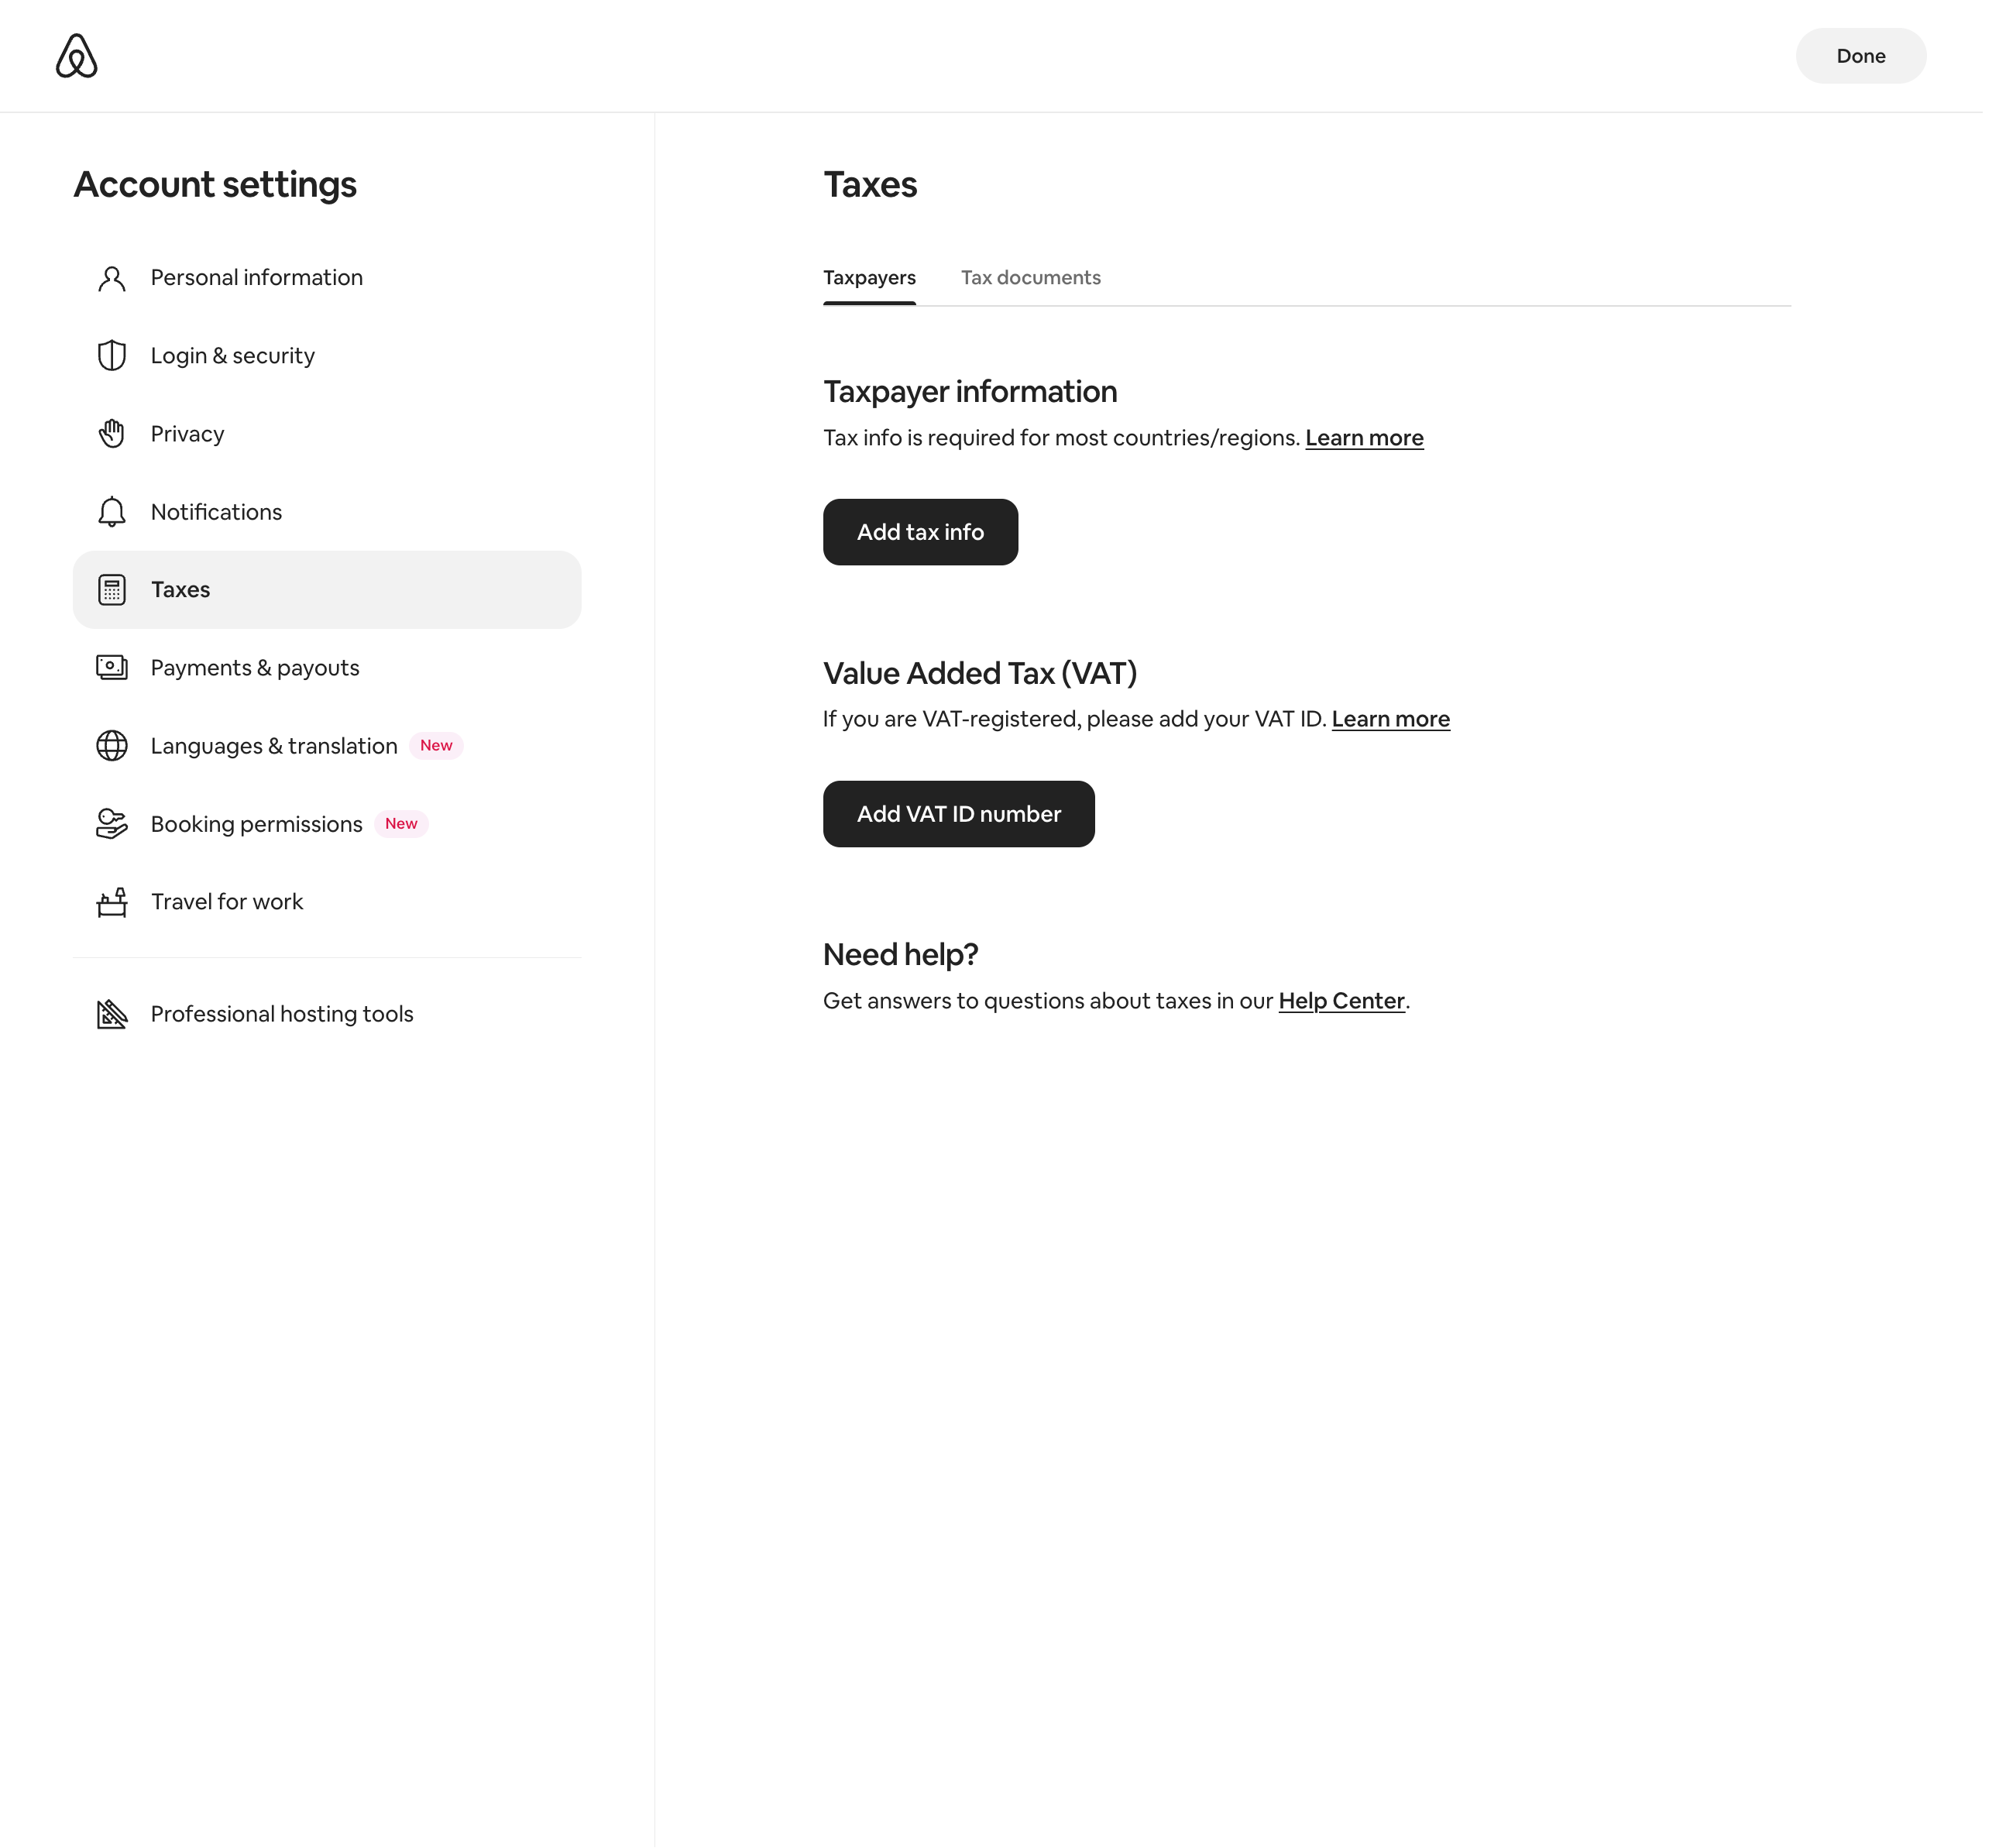 Done
Account settings
Personal information
Login & security
Privacy
Notifications
Taxes
Payments & payouts
Languages & translation New
Booking permissions New
Travel for work
Professional hosting tools
Taxes
Taxpayers Tax documents
Taxpayer information
Tax info is required for most countries/regions. Learn more
Add tax info
Value Added Tax (VAT)
If you are VAT-registered, please add your VAT ID. Learn more
Add VAT ID number
Need help?
Get answers to questions about taxes in our Help Center.